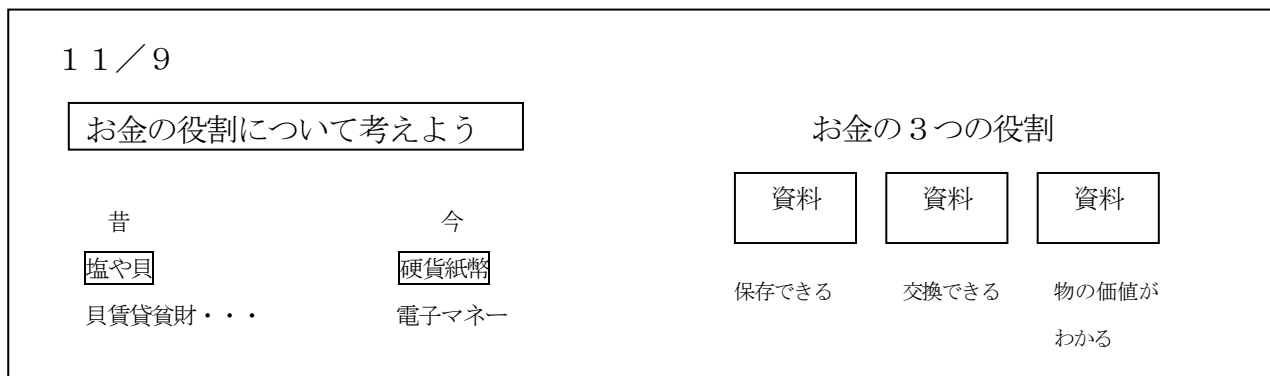 １１／９
お金の役割について考えよう
昔
塩や貝
貝賃貸貧財・・・
今
硬貨紙幣
電子マネー
お金の３つの役割
資料
保存できる
資料
交換できる
資料
物の価値が
わかる